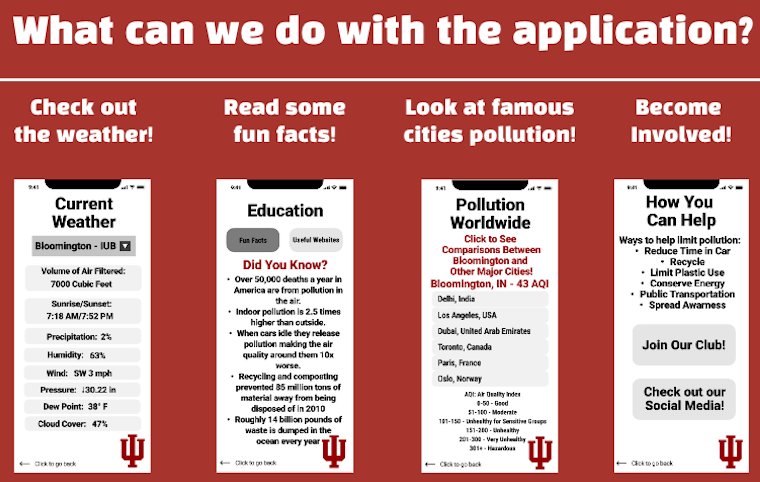 What can we do with the application?
Check out
the weather!
Read some
fun facts!
Look at famous
cities pollution!
Become
Involved!
9:41
Current
Weather
Bloomington - IUB
Volume of Air Filtered:
7000 Cubic Feet
Sunrise/Sunset:
7:18 AM/7:52 PM
Precipitation: 2%
Humidity: 63%
Wind: SW 3 mph
Pressure: ↓30.22 in
Dew Point: 38° F
Cloud Cover: 47%
← Click to go back
9:41
Education
Fun Facts
Useful Websites
Did You Know?
• Over 50,000 deaths a year in
America are from pollution in
the air.
• Indoor pollution is 2.5 times
higher than outside.
• When cars idle they release
pollution making the air
quality around them 10x
worse.
• Recycling and composting
prevented 85 million tons of
material away from being
disposed of in 2010
• Roughly 14 billion pounds of
waste is dumped in the
ocean every year
← Click to go back
9:41
Pollution
Worldwide
Click to See
Comparisons Between
Bloomington and
Other Major Cities!
Bloomington, IN - 43 AQI
Delhi, India
Los Angeles, USA
Dubai, United Arab Emirates
Toronto, Canada
Paris, France
Oslo, Norway
AQI: Air Quality Index
0-50 - Good
51-100 - Moderate
101-150 - Unhealthy for Sensitive Groups
151-200 - Unhealthy
201-300 - Very Unhealthy
301+ - Hazardous
← Click to go back
9:41
How You
Can Help
Ways to help limit pollution:
• Reduce Time in Car
• Recycle
• Limit Plastic Use
• Conserve Energy
• Public Transportation
• Spread Awarness
Join Our Club!
Check out our
Social Media!
← Click to go back